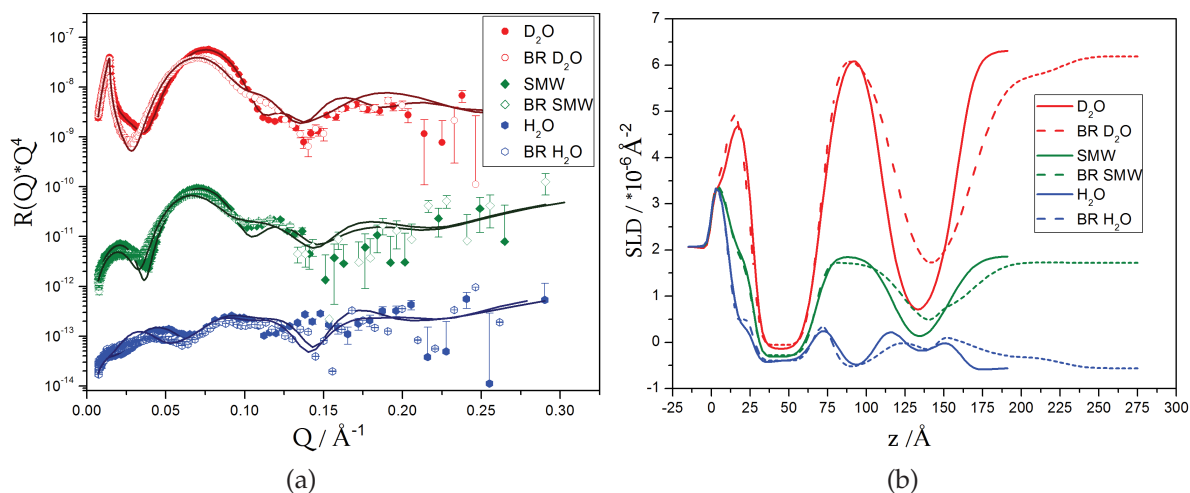 10⁻⁷
10⁻⁸
10⁻⁹
10⁻¹⁰
10⁻¹¹
10⁻¹²
10⁻¹³
10⁻¹⁴
R(Q)*Q⁴
0.00 0.05 0.10 0.15 0.20 0.25 0.30
Q / Å⁻¹
D₂O
BR D₂O
SMW
BR SMW
H₂O
BR H₂O
(a)
7
6
5
4
3
2
1
0
-1
SLD / *10⁻⁶ Å⁻²
-25 0 25 50 75 100 125 150 175 200 225 250 275 300
z /Å
D₂O
BR D₂O
SMW
BR SMW
H₂O
BR H₂O
(b)